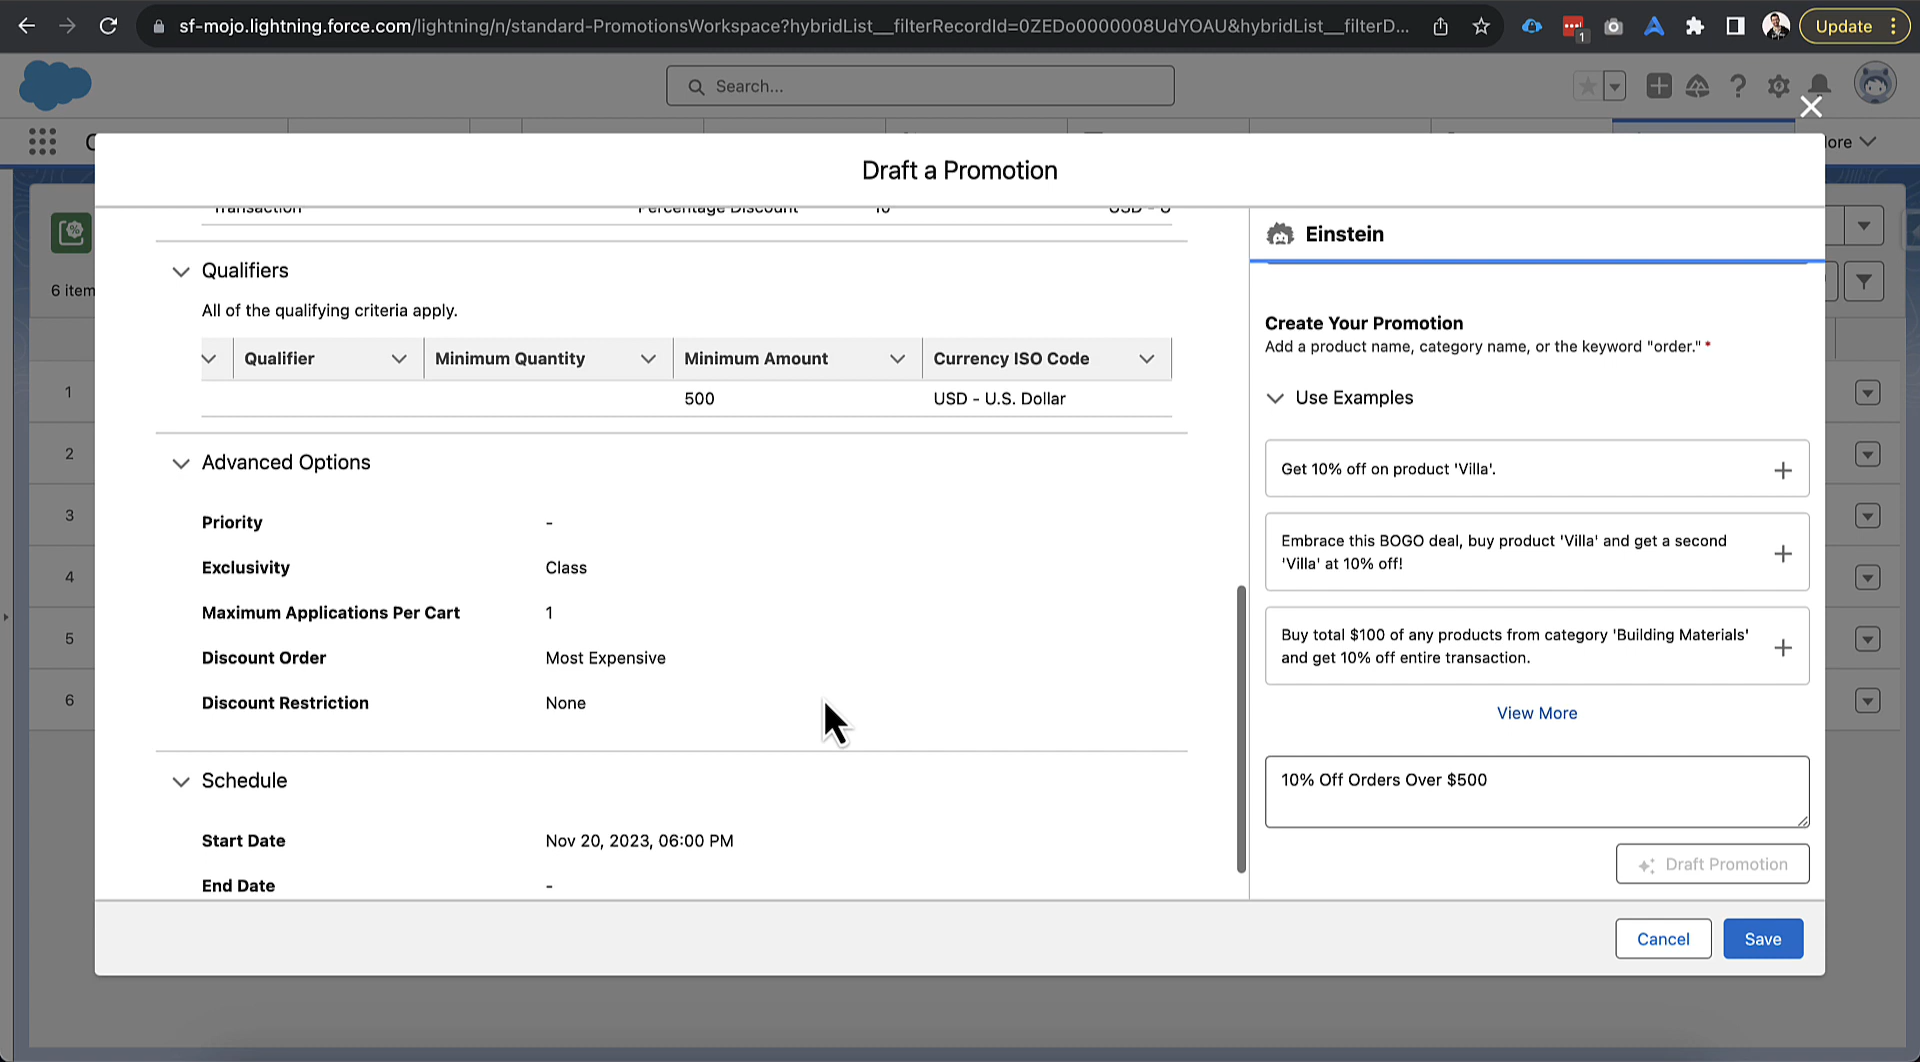 sf-mojo.lightning.force.com/lightning/n/standard-PromotionsWorkspace?hybridList__filterRecordId=0ZEDo0000008UdYOAU&hybridList__filterD...
1
Update
Search...
Draft a Promotion
Transaction Percentage Discount 10
Einstein
6 item
Qualifiers
All of the qualifying criteria apply.
Qualifier Minimum Quantity Minimum Amount Currency ISO Code
500 USD - U.S. Dollar
1
2
3
4
5
6
Advanced Options
Priority -
Exclusivity Class
Maximum Applications Per Cart 1
Discount Order Most Expensive
Discount Restriction None
Schedule
Start Date Nov 20, 2023, 06:00 PM
End Date -
Create Your Promotion
Add a product name, category name, or the keyword "order." *
Use Examples
Get 10% off on product 'Villa'.
Embrace this BOGO deal, buy product 'Villa' and get a second
'Villa' at 10% off!
Buy total $100 of any products from category 'Building Materials'
and get 10% off entire transaction.
View More
10% Off Orders Over $500
Draft Promotion
Cancel
Save